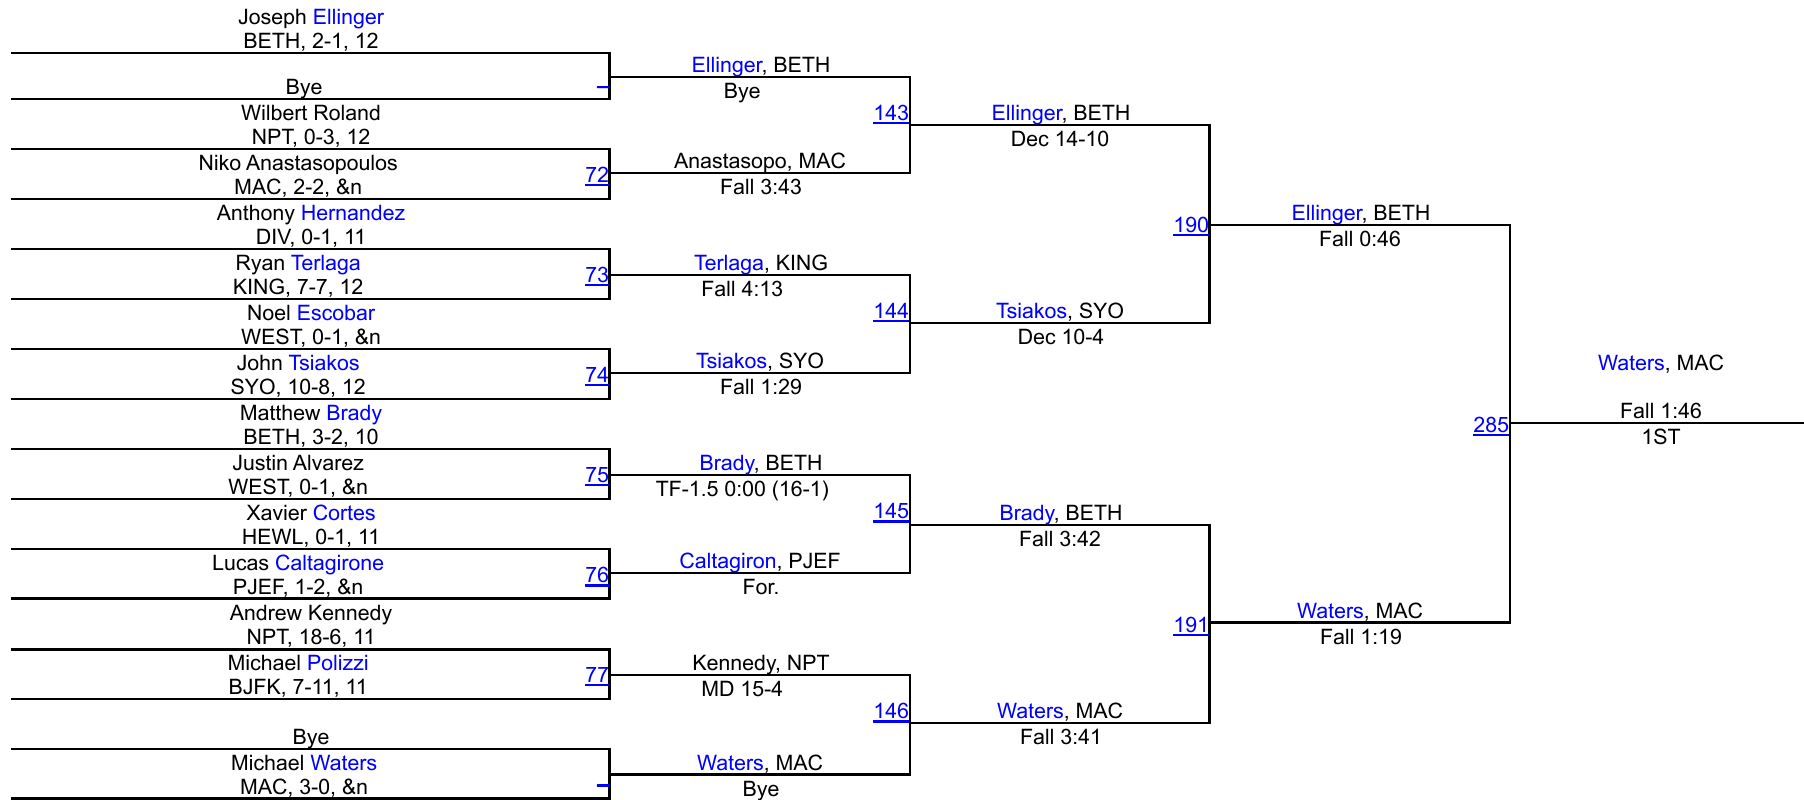 Joseph Ellinger
BETH, 2-1, 12
Bye
Wilbert Roland
NPT, 0-3, 12
Niko Anastasopoulos
MAC, 2-2, &n
72
Anthony Hernandez
DIV, 0-1, 11
Ryan Terlaga
KING, 7-7, 12
73
Noel Escobar
WEST, 0-1, &n
John Tsiakos
SYO, 10-8, 12
74
Matthew Brady
BETH, 3-2, 10
Justin Alvarez
WEST, 0-1, &n
75
Xavier Cortes
HEWL, 0-1, 11
Lucas Caltagirone
PJEF, 1-2, &n
76
Andrew Kennedy
NPT, 18-6, 11
Michael Polizzi
BJFK, 7-11, 11
77
Bye
Michael Waters
MAC, 3-0, &n
Ellinger, BETH
Bye
143
Anastasopo, MAC
Fall 3:43
Terlaga, KING
Fall 4:13
144
Tsiakos, SYO
Fall 1:29
Brady, BETH
TF-1.5 0:00 (16-1)
145
Caltagiron, PJEF
For.
Kennedy, NPT
MD 15-4
146
Waters, MAC
Bye
Ellinger, BETH
Dec 14-10
190
Tsiakos, SYO
Dec 10-4
Brady, BETH
Fall 3:42
191
Waters, MAC
Fall 3:41
Ellinger, BETH
Fall 0:46
285
Waters, MAC
Fall 1:19
Waters, MAC
Fall 1:46
1ST